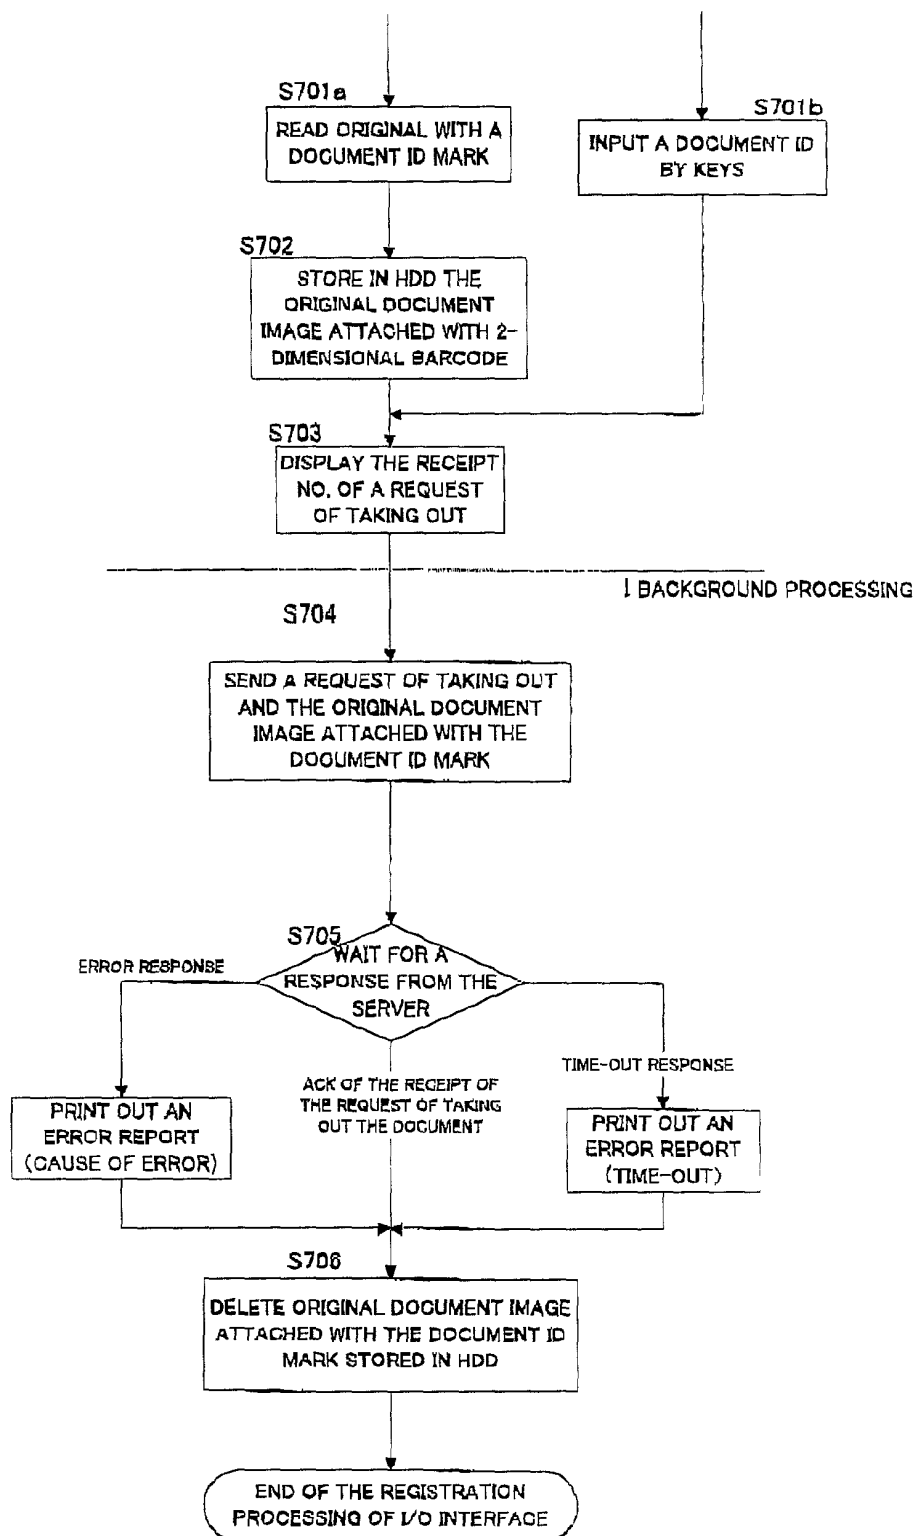 S701a
READ ORIGINAL WITH A
DOCUMENT ID MARK
S701b
INPUT A DOCUMENT ID
BY KEYS
S702
STORE IN HDD THE
ORIGINAL DOCUMENT
IMAGE ATTACHED WITH 2-
DIMENSIONAL BARCODE
S703
DISPLAY THE RECEIPT
NO. OF A REQUEST
OF TAKING OUT
BACKGROUND PROCESSING
S704
SEND A REQUEST OF TAKING OUT
AND THE ORIGINAL DOCUMENT
IMAGE ATTACHED WITH THE
DOCUMENT ID MARK
S705
WAIT FOR A
RESPONSE FROM THE
SERVER
ERROR RESPONSE
TIME-OUT RESPONSE
ACK OF THE RECEIPT OF
THE REQUEST OF TAKING
OUT THE DOCUMENT
PRINT OUT AN
ERROR REPORT
(CAUSE OF ERROR)
PRINT OUT AN
ERROR REPORT
(TIME-OUT)
S706
DELETE ORIGINAL DOCUMENT IMAGE
ATTACHED WITH THE DOCUMENT ID
MARK STORED IN HDD
END OF THE REGISTRATION
PROCESSING OF I/O INTERFACE